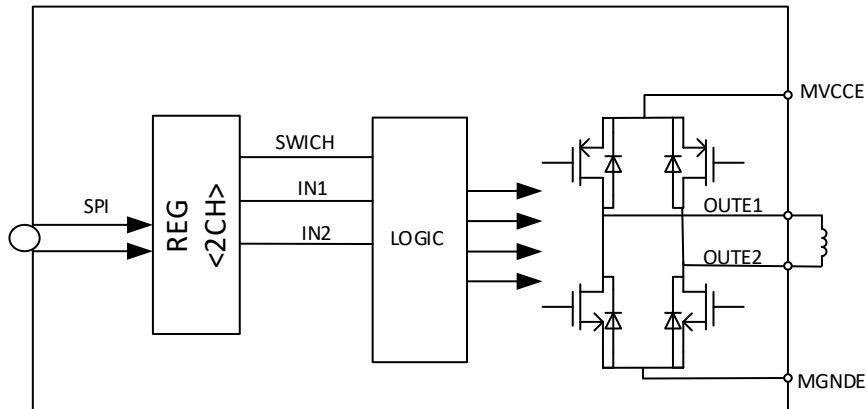 MVCCE
SWICH
SPI
IN1
REG
<2CH>
OUTE1
IN2
LOGIC
OUTE2
MGNDE